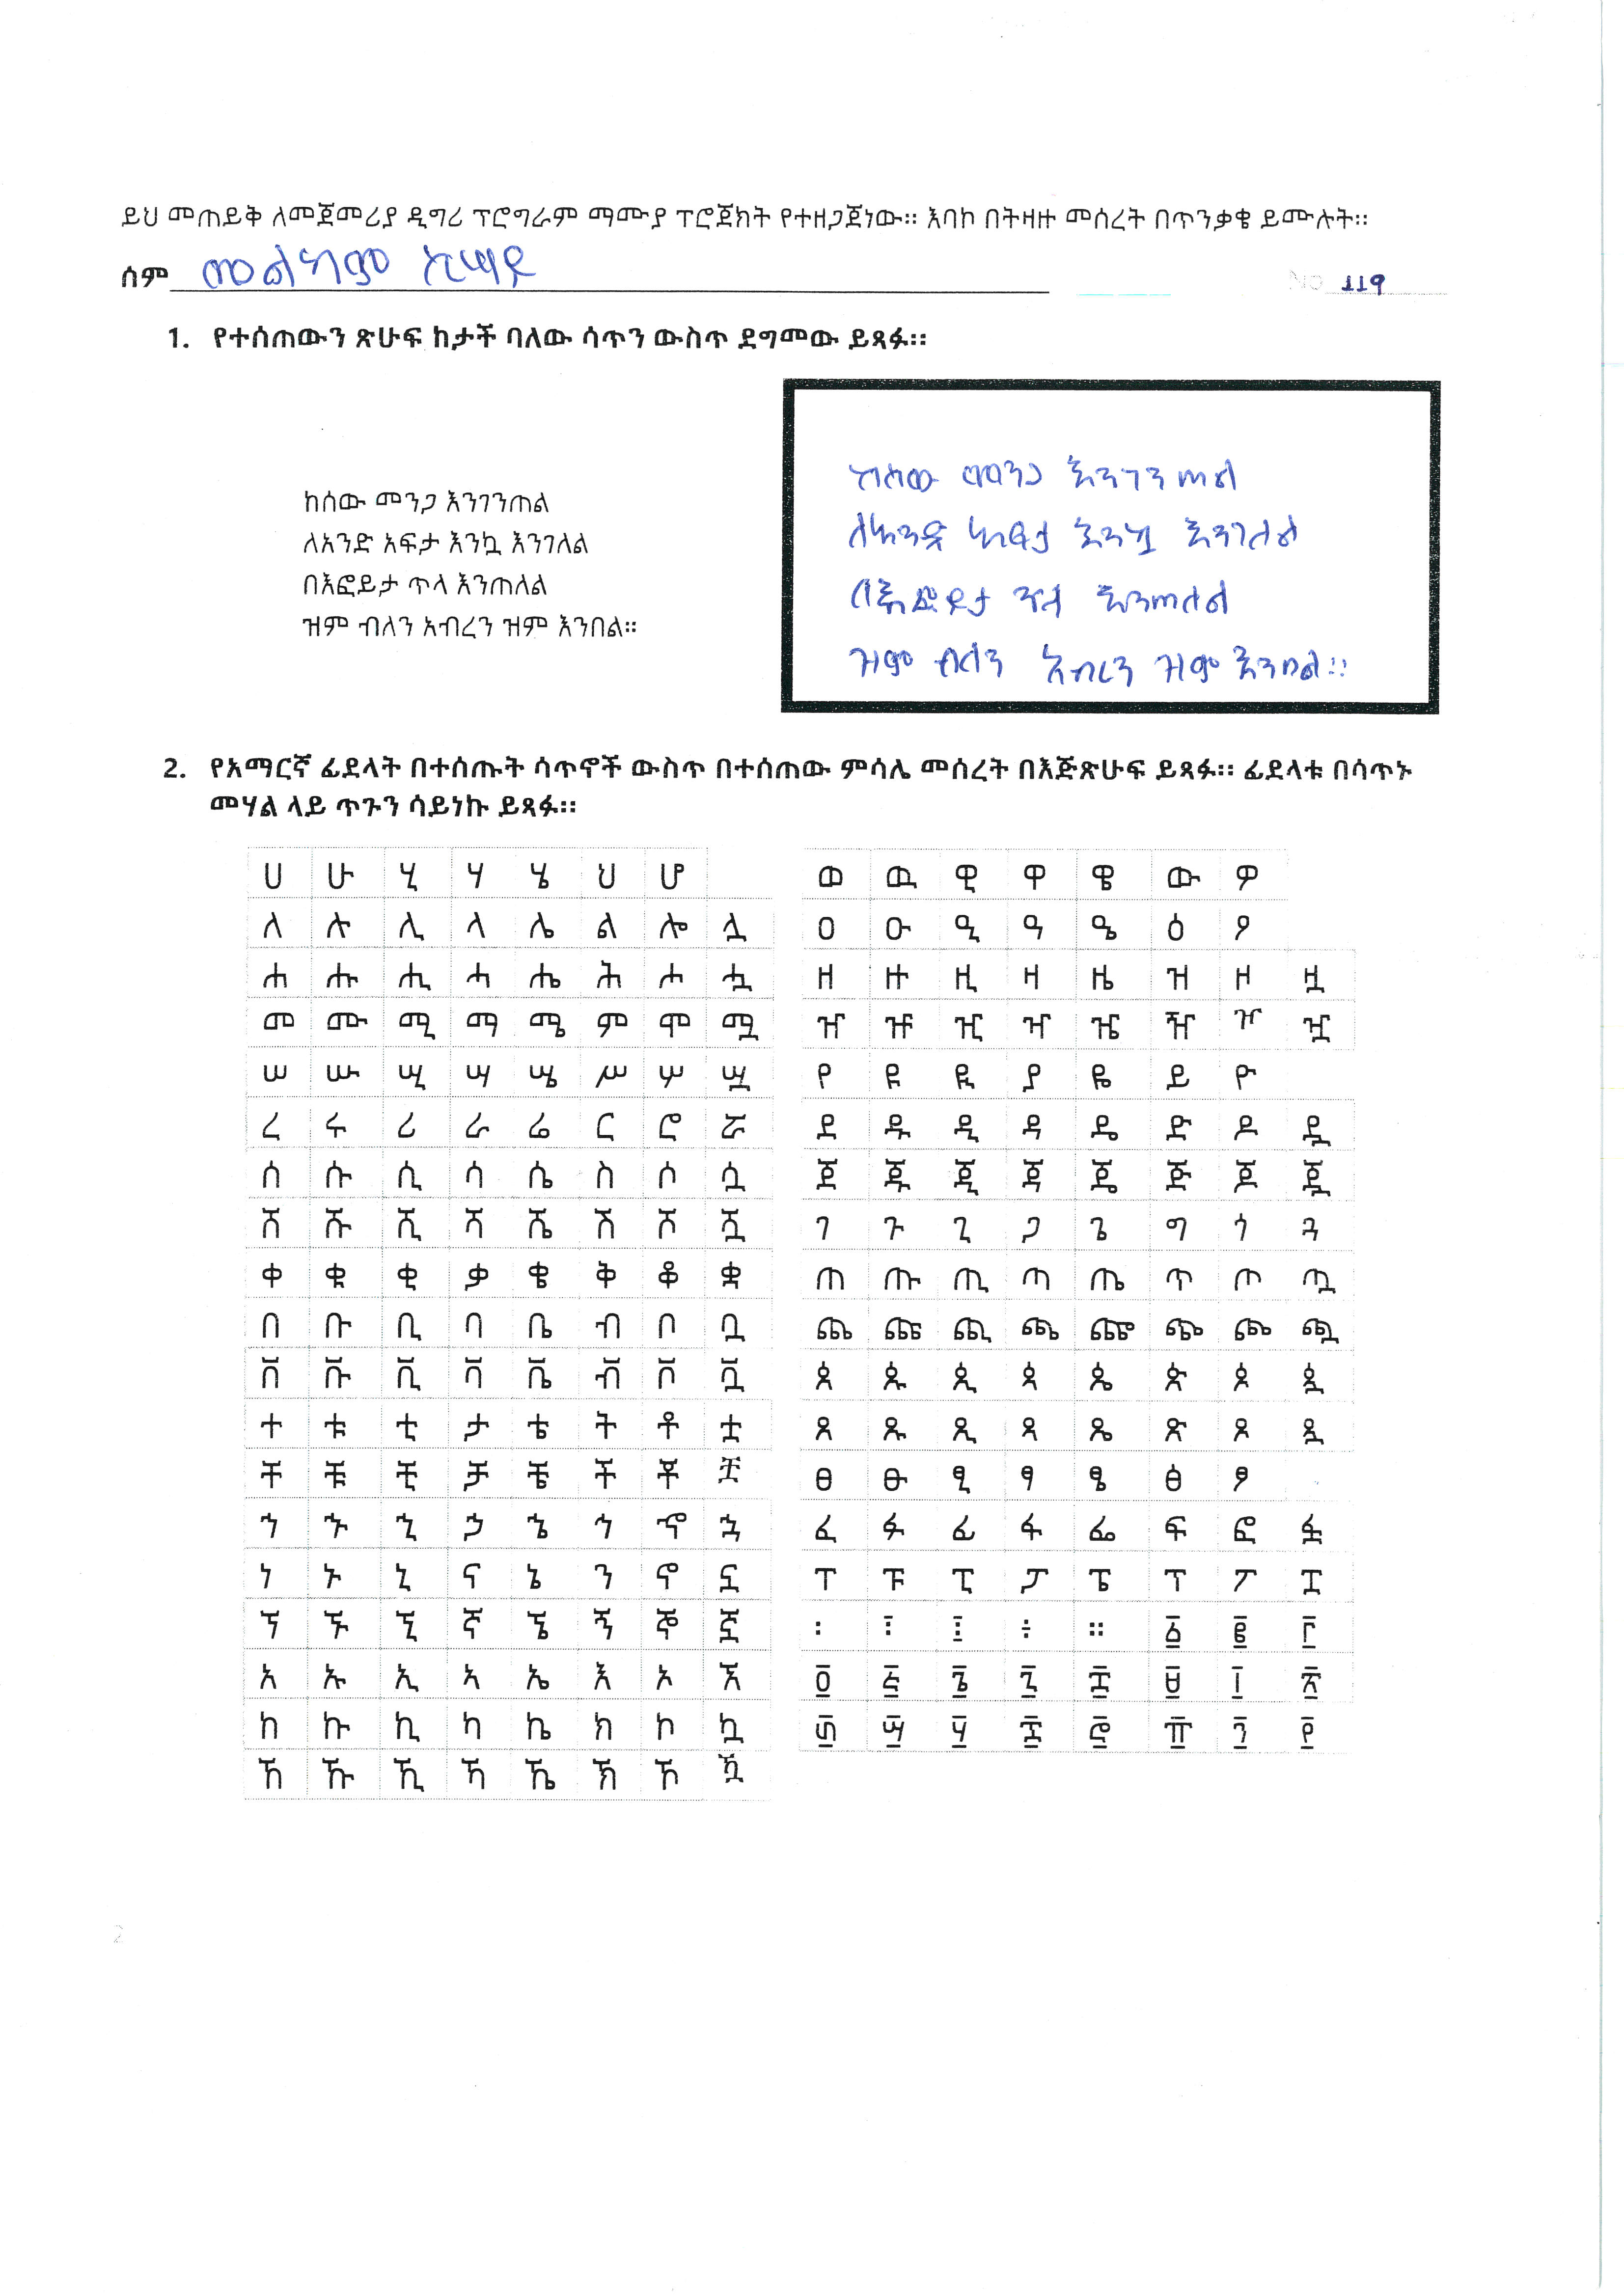 ይህ መጠይቅ ለመጀመሪያ ዲግሪ ፕሮግራም ማሙያ ፕሮጀክት የተዘጋጀነው። እባኮ በትዛዙ መሰረት በጥንቃቄ ይሙሉት።
ሰም መልካም ኢሣያ
No 119
1. የተሰጠውን ጽሁፍ ከታች ባለው ሳጥን ውስጥ ደግመው ይጻፉ።
ከሰው መንጋ እንገንጠል
ለአንድ አፍታ እንኳ እንገለል
በእፎይታ ጥላ እንጠለል
ዝም ብለን አብረን ዝም እንበል።
ከሰው መንጋ እንገንጠል
ለአንድ አፍታ እንኳ እንገለል
በእፎይታ ጥላ እንጠለል
ዝም ብለን አብረን ዝም እንበል።
2. የአማርኛ ፊደላት በተሰጡት ሳጥኖች ውስጥ በተሰጠው ምሳሌ መሰረት በእጅጽሁፍ ይጻፉ። ፊደላቱ በሳጥኑ
መሃል ላይ ጥጉን ሳይነኩ ይጻፉ።
ሀ ሁ ሂ ሃ ሄ ህ ሆ
ለ ሉ ሊ ላ ሌ ል ሎ ሏ
ሐ ሑ ሒ ሓ ሔ ሕ ሖ ሗ
መ ሙ ሚ ማ ሜ ም ሞ ሟ
ሠ ሡ ሢ ሣ ሤ ሥ ሦ ሧ
ረ ሩ ሪ ራ ሬ ር ሮ ሯ
ሰ ሱ ሲ ሳ ሴ ስ ሶ ሷ
ሸ ሹ ሺ ሻ ሼ ሽ ሾ ሿ
ቀ ቁ ቂ ቃ ቄ ቅ ቆ ቋ
በ ቡ ቢ ባ ቤ ብ ቦ ቧ
ቨ ቩ ቪ ቫ ቬ ቭ ቮ ቯ
ተ ቱ ቲ ታ ቴ ት ቶ ቷ
ቸ ቹ ቺ ቻ ቼ ች ቾ ቿ
ኀ ኁ ኂ ኃ ኄ ኅ ኆ ኋ
ነ ኑ ኒ ና ኔ ን ኖ ኗ
ኘ ኙ ኚ ኛ ኜ ኝ ኞ ኟ
አ ኡ ኢ ኣ ኤ እ ኦ ኧ
ከ ኩ ኪ ካ ኬ ክ ኮ ኳ
ኸ ኹ ኺ ኻ ኼ ኽ ኾ ዃ
ወ ዉ ዊ ዋ ዌ ው ዎ
ዐ ዑ ዒ ዓ ዔ ዕ ዖ
ዘ ዙ ዚ ዛ ዜ ዝ ዞ ዟ
ዠ ዡ ዢ ዣ ዤ ዥ ዦ ዧ
የ ዩ ዪ ያ ዬ ይ ዮ
ደ ዱ ዲ ዳ ዴ ድ ዶ ዷ
ጀ ጁ ጂ ጃ ጄ ጅ ጆ ጇ
ገ ጉ ጊ ጋ ጌ ግ ጎ ጓ
ጠ ጡ ጢ ጣ ጤ ጥ ጦ ጧ
ጨ ጩ ጪ ጫ ጬ ጭ ጮ ጯ
ጰ ጱ ጲ ጳ ጴ ጵ ጶ ጷ
ጸ ጹ ጺ ጻ ጼ ጽ ጾ ጿ
ፀ ፁ ፂ ፃ ፄ ፅ ፆ
ፈ ፉ ፊ ፋ ፌ ፍ ፎ ፏ
ፐ ፑ ፒ ፓ ፔ ፕ ፖ ፗ
፡ ፧ ፤ ። ፩ ፪ ፫
፬ ፭ ፮ ፯ ፰ ፱ ፲ ፳
፴ ፵ ፶ ፷ ፸ ፹ ፺ ፻